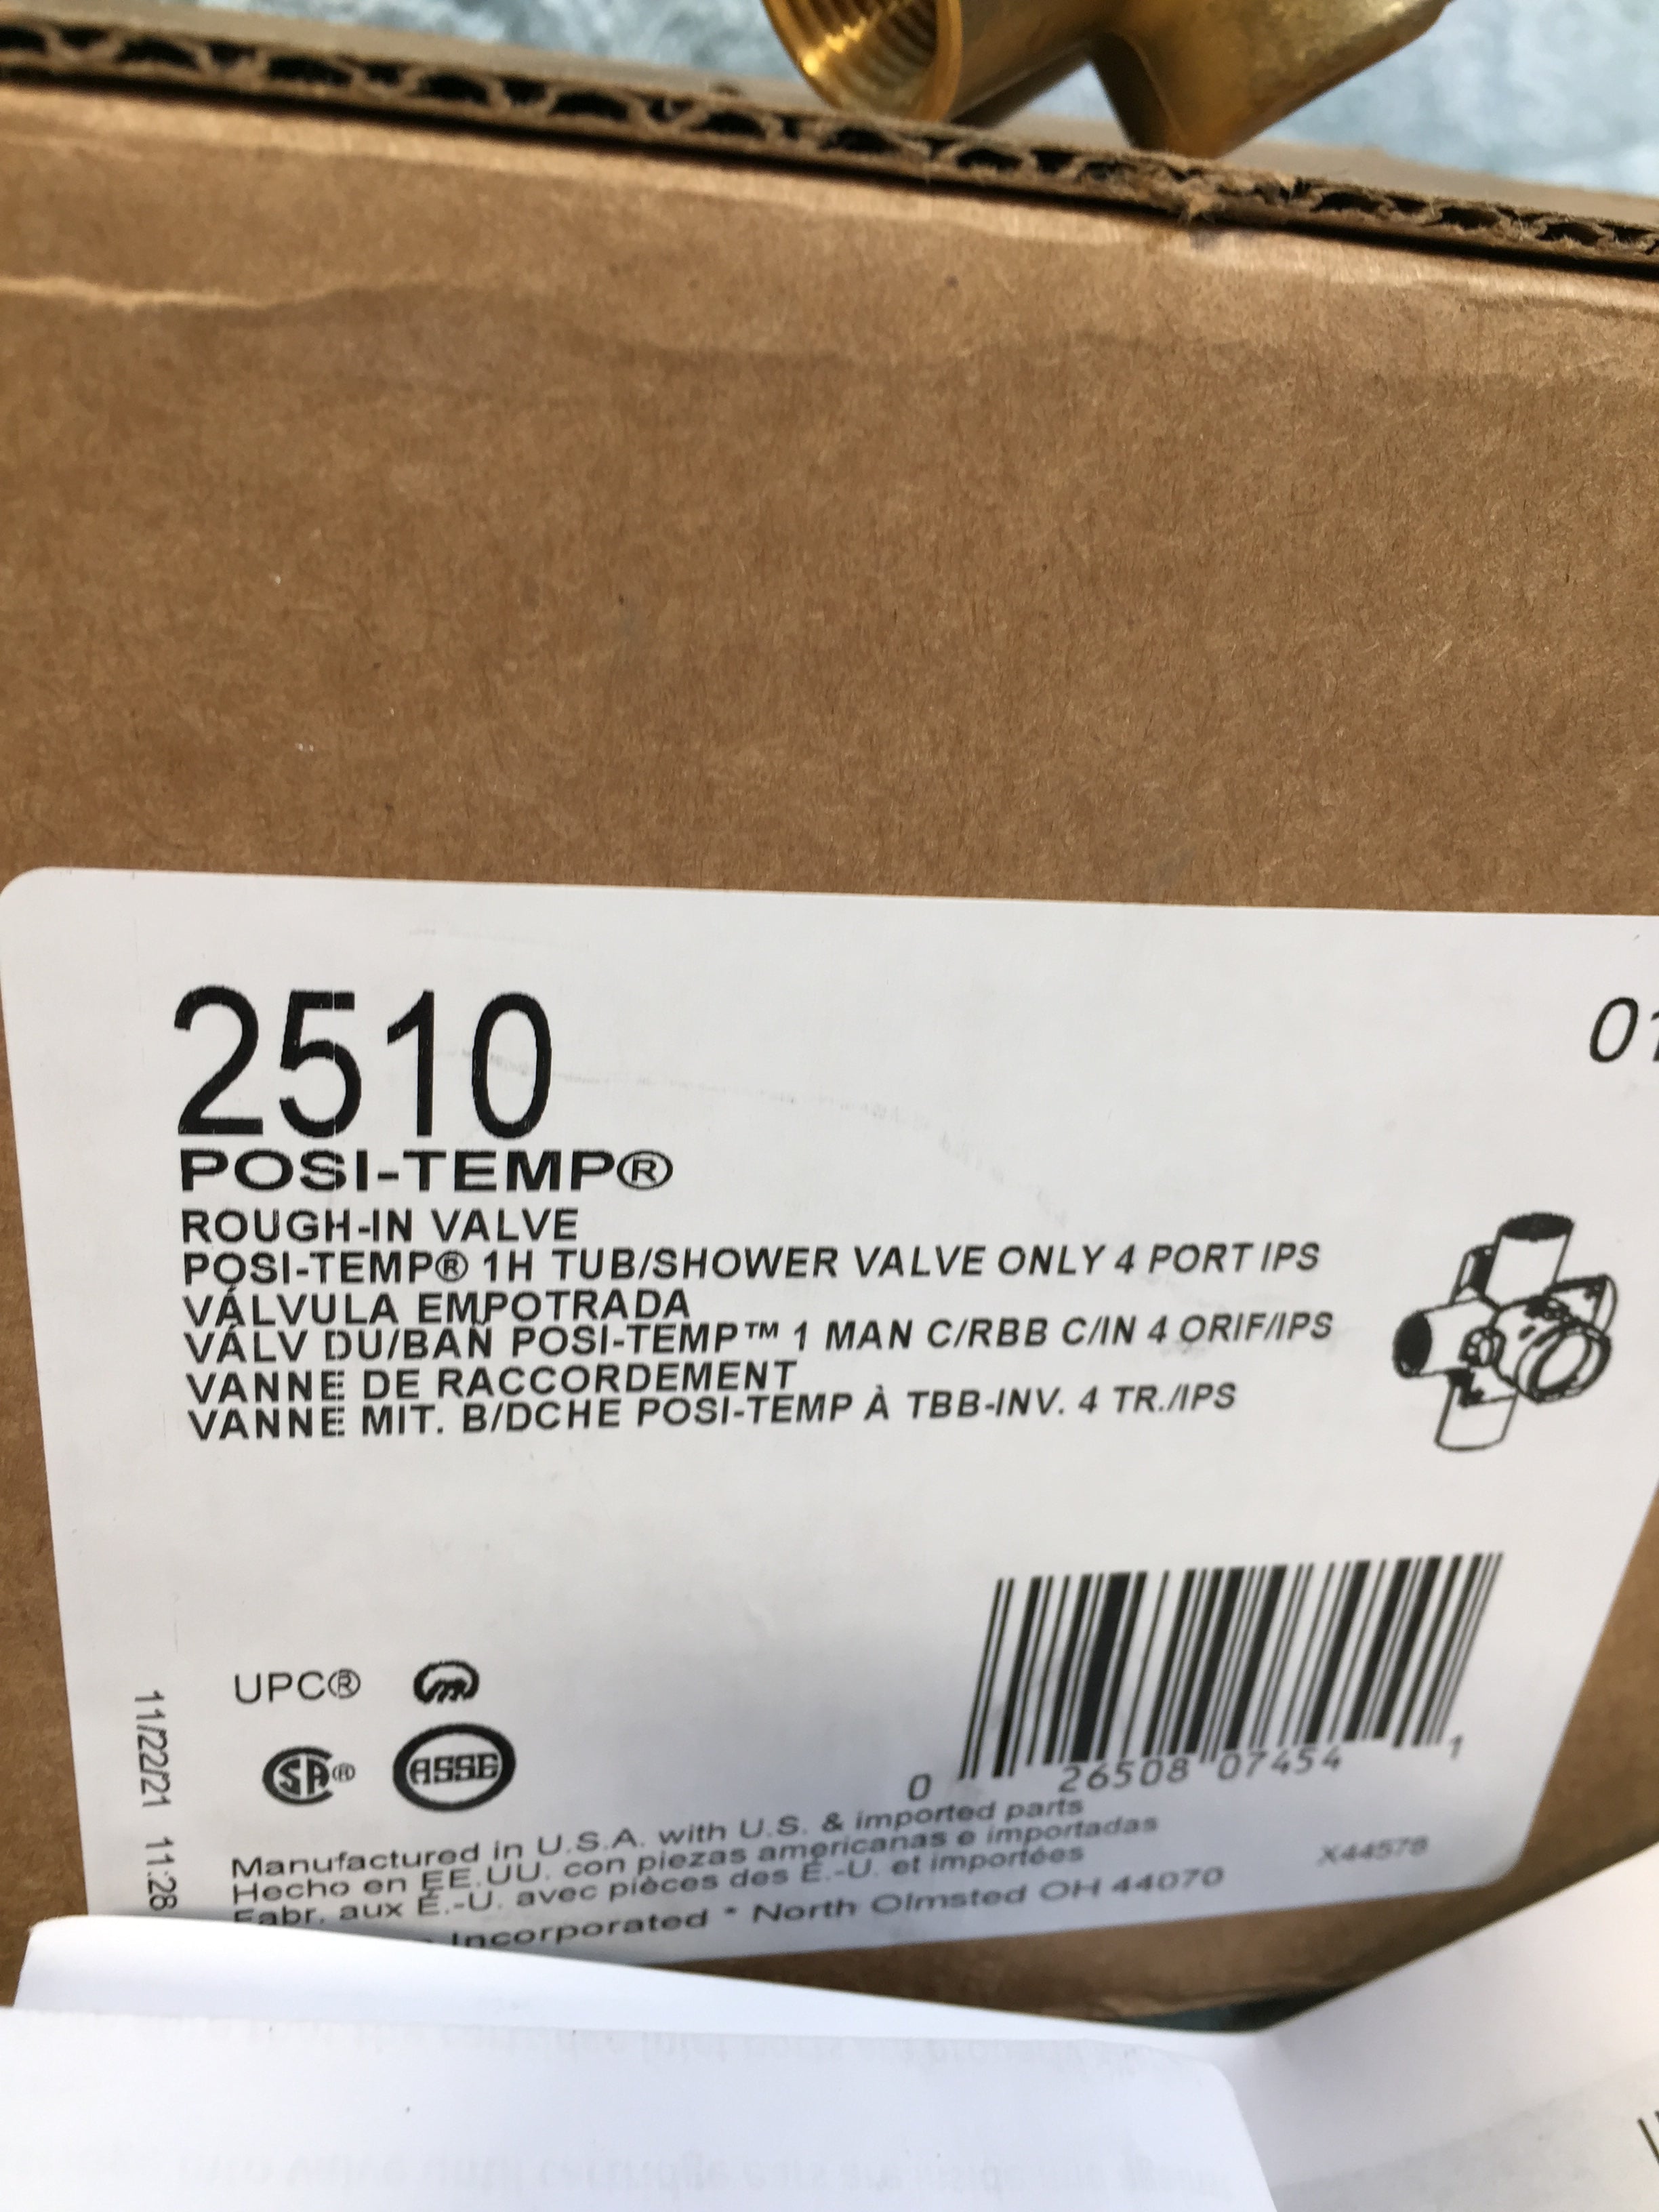 2510
01
POSI-TEMP®
ROUGH-IN VALVE
POSI-TEMP® 1H TUB/SHOWER VALVE ONLY 4 PORT IPS
VÁLVULA EMPOTRADA
VÁLV DU/BAÑ POSI-TEMP™ 1 MAN C/RBB C/IN 4 ORIF/IPS
VANNE DE RACCORDEMENT
VANNE MIT. B/DCHE POSI-TEMP À TBB-INV. 4 TR./IPS
UPC®
SA®
ASSE
11/22/21 11:28
0 26508 07454 1
Manufactured in U.S.A. with U.S. & imported parts
Hecho en EE.UU. con piezas americanas e importadas
Fabr. aux É.-U. avec pièces des É.-U. et importées
Incorporated * North Olmsted OH 44070
X44578